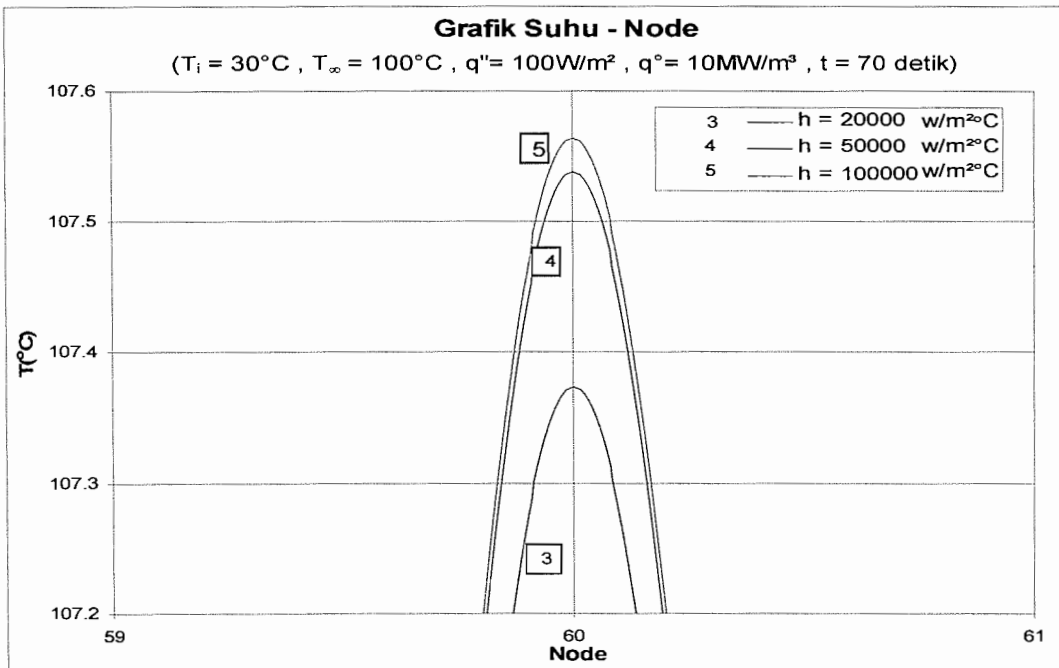 Grafik Suhu - Node
(Tᵢ = 30°C , T∞ = 100°C , q"= 100W/m² , q°= 10MW/m³ , t = 70 detik)
107.6
3 h = 20000 w/m²°C
4 h = 50000 w/m²°C
5 h = 100000 w/m²°C
5
107.5
4
T(°C)
107.4
107.3
3
107.2
59 60 61
Node